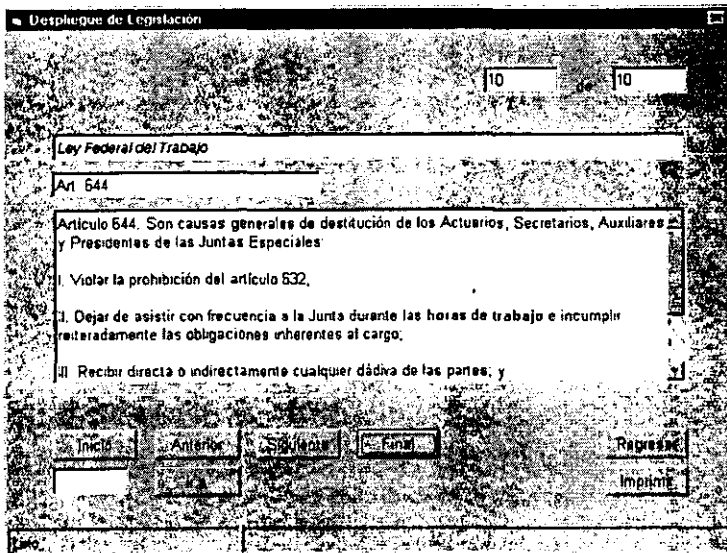 Despliegue de Legislación
10 de 10
Ley Federal del Trabajo
Art 644
Artículo 644. Son causas generales de destitución de los Actuarios, Secretarios, Auxiliares
y Presidentes de las Juntas Especiales:
I. Violar la prohibición del artículo 632,
II. Dejar de asistir con frecuencia a la Junta durante las horas de trabajo e incumplir
reiteradamente las obligaciones inherentes al cargo;
III Recibir directa o indirectamente cualquier dádiva de las partes; y
Inicio Anterior Siguiente Final Regresar
Ir a Imprimir
Listo